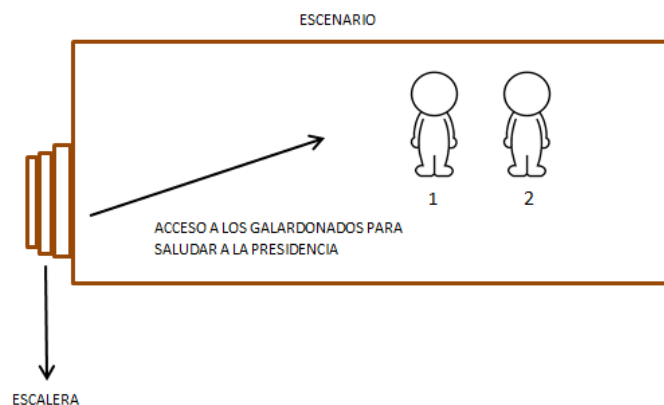 ESCENARIO
1
2
ACCESO A LOS GALARDONADOS PARA
SALUDAR A LA PRESIDENCIA
ESCALERA